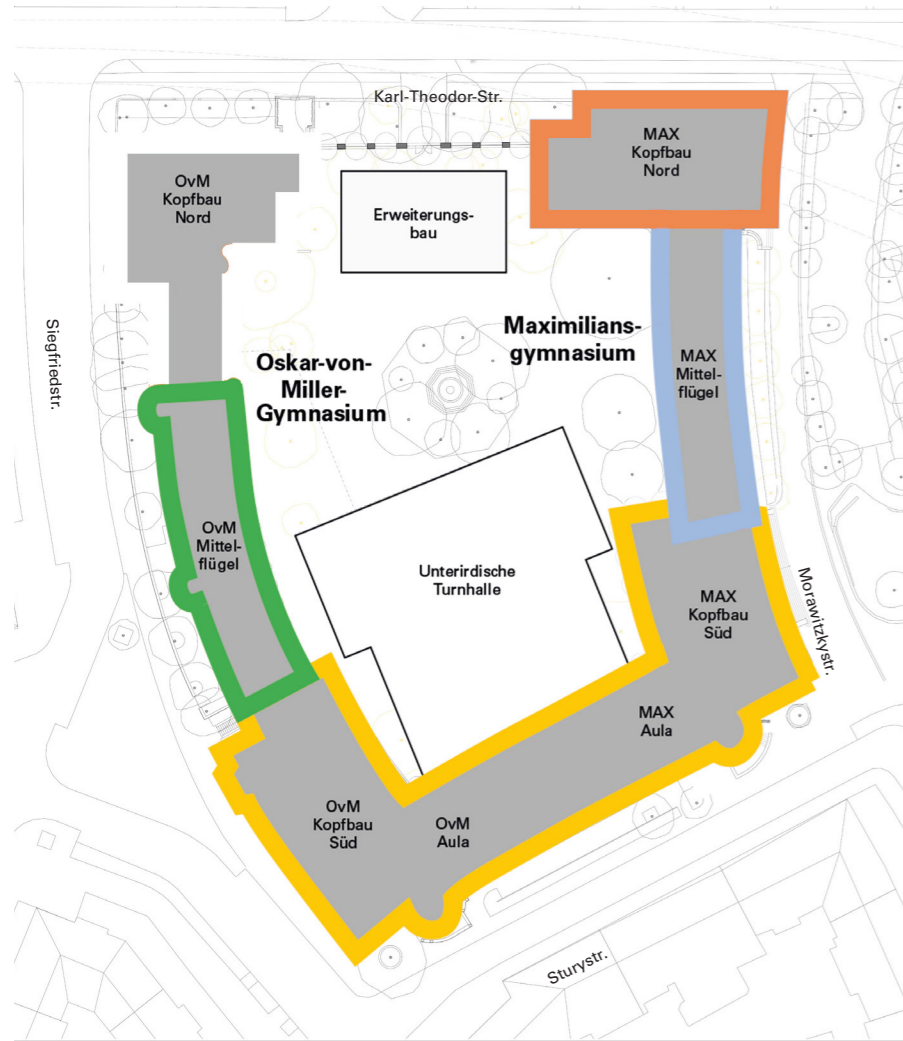 Karl-Theodor-Str.
MAX
Kopfbau
Nord
OvM
Kopfbau
Nord
Erweiterungs-
bau
Siegfriedstr.
Maximilians-
gymnasium
Oskar-von-
Miller-
Gymnasium
MAX
Mittel-
flügel
OvM
Mittel-
flügel
Unterirdische
Turnhalle
MAX
Kopfbau
Süd
Morawitzkystr.
MAX
Aula
OvM
Kopfbau
Süd
OvM
Aula
Sturystr.